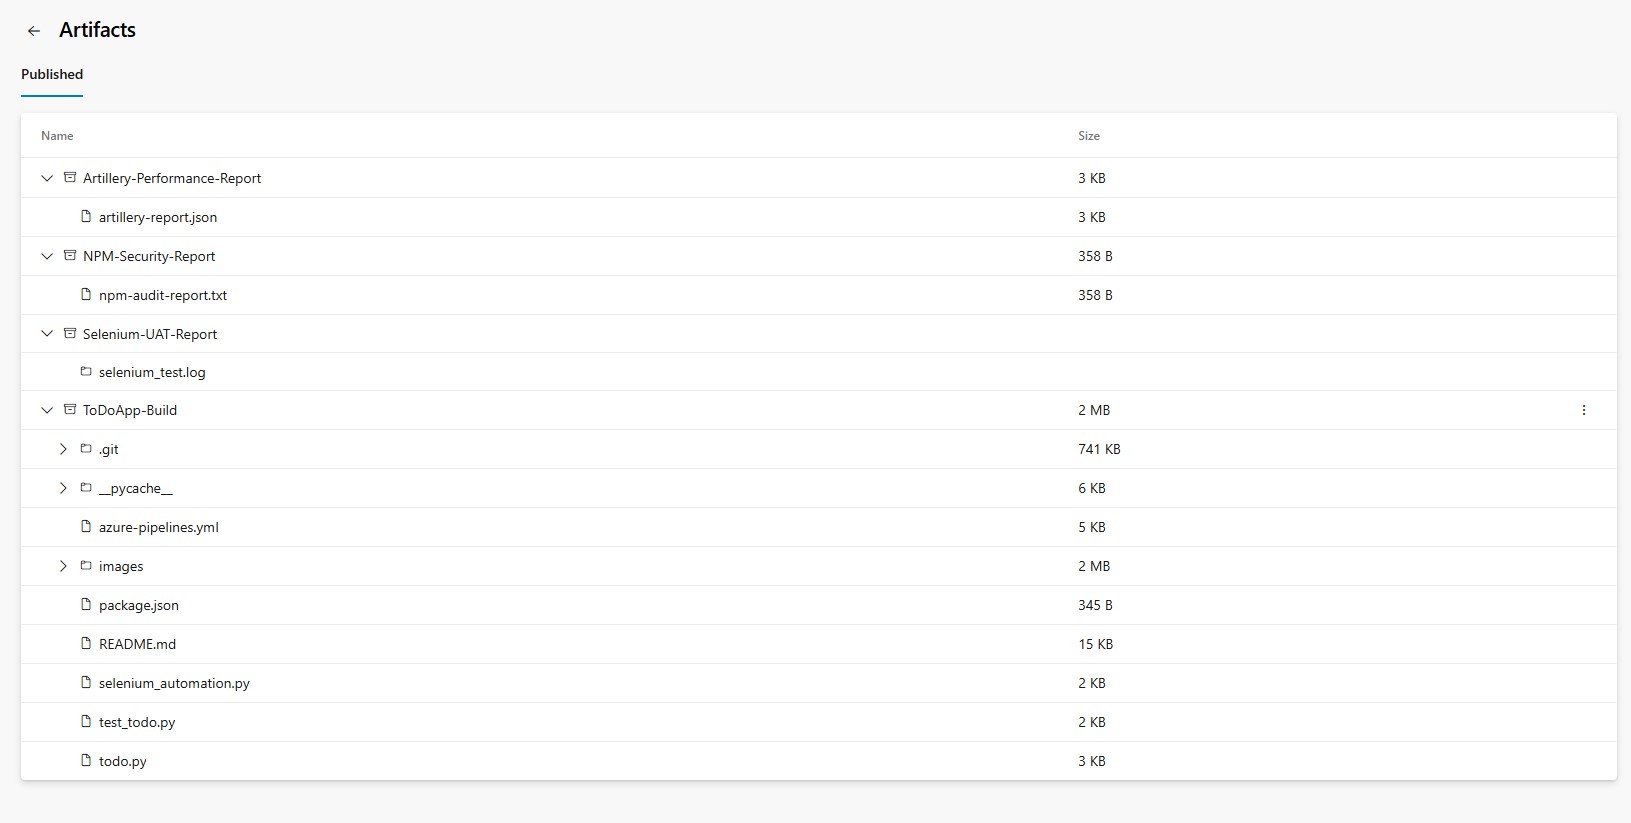 Artifacts
Published
Name Size
Artillery-Performance-Report 3 KB
artillery-report.json 3 KB
NPM-Security-Report 358 B
npm-audit-report.txt 358 B
Selenium-UAT-Report
selenium_test.log
ToDoApp-Build 2 MB
.git 741 KB
__pycache__ 6 KB
azure-pipelines.yml 5 KB
images 2 MB
package.json 345 B
README.md 15 KB
selenium_automation.py 2 KB
test_todo.py 2 KB
todo.py 3 KB